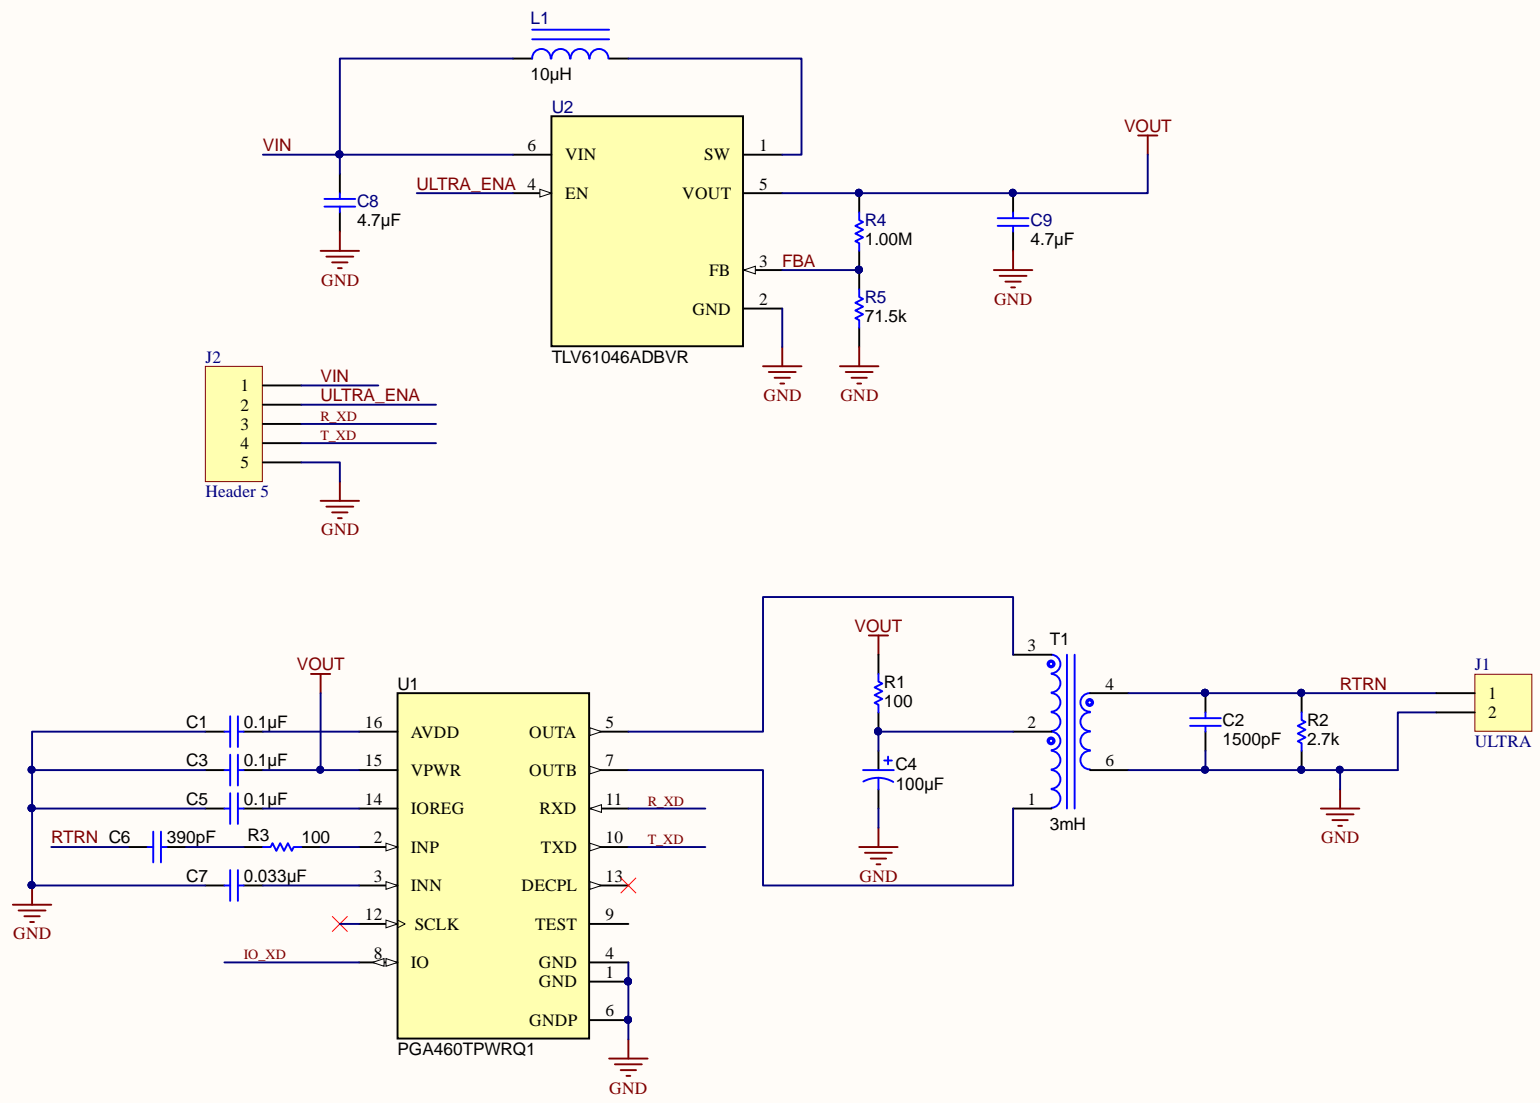 L1
10µH
U2
VIN
6
VIN
SW
1
VOUT
ULTRA_ENA
4
EN
VOUT
5
C8
4.7µF
R4
1.00M
C9
4.7µF
FB
3
FBA
GND
GND
R5
71.5k
GND
2
GND
TLV61046ADBVR
GND
GND
J2
1
VIN
2
ULTRA_ENA
3
R_XD
4
T_XD
5
Header 5
GND
VOUT
U1
C1
0.1µF
16
AVDD
OUTA
5
C3
0.1µF
15
VPWR
OUTB
7
C5
0.1µF
14
IOREG
RXD
11
R_XD
RTRN
C6
390pF
R3
100
2
INP
TXD
10
T_XD
C7
0.033µF
3
INN
DECPL
13
GND
12
SCLK
TEST
9
IO_XD
8
IO
GND
4
GND
1
GNDP
6
PGA460TPWRQ1
GND
VOUT
R1
100
C4
+
100µF
GND
T1
3
2
1
3mH
4
6
C2
1500pF
R2
2.7k
RTRN
J1
1
2
ULTRA
GND